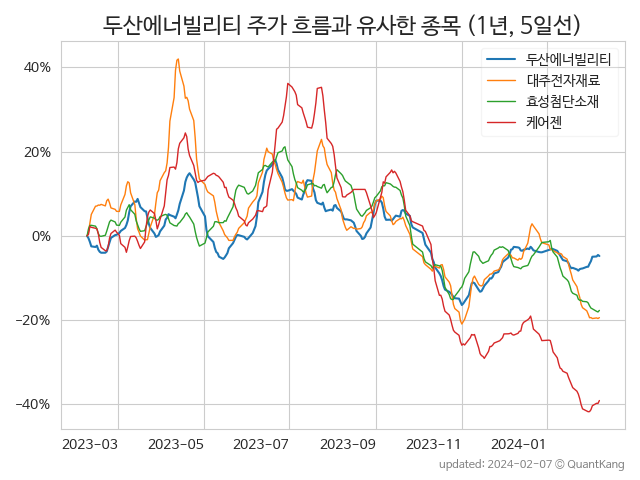 두산에너빌리티 주가 흐름과 유사한 종목 (1년, 5일선)
두산에너빌리티
대주전자재료
효성첨단소재
케어젠
40%
20%
0%
−20%
−40%
2023-03 2023-05 2023-07 2023-09 2023-11 2024-01
updated: 2024-02-07 © QuantKang